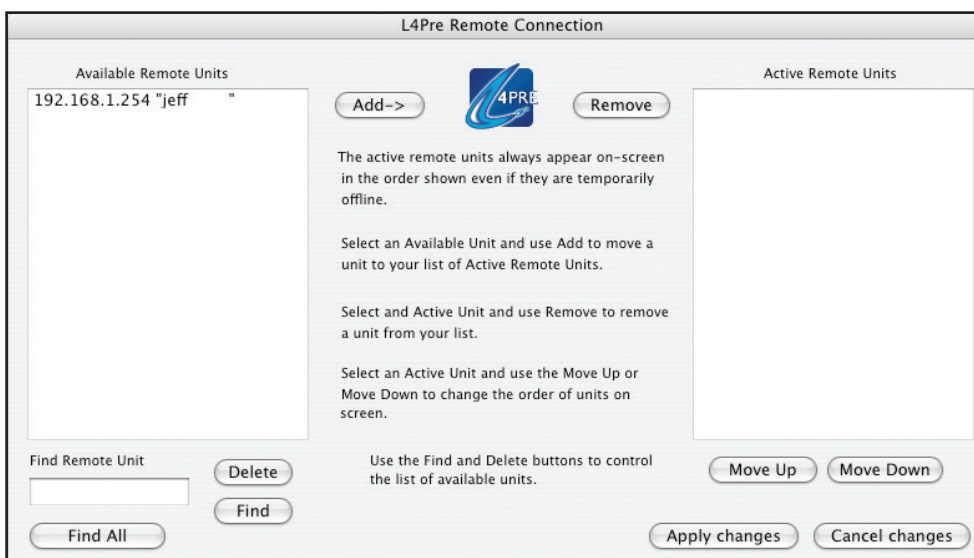 L4Pre Remote Connection
Available Remote Units
192.168.1.254 "jeff       "
Add->
4PRE
Remove
Active Remote Units
The active remote units always appear on-screen
in the order shown even if they are temporarily
offline.
Select an Available Unit and use Add to move a
unit to your list of Active Remote Units.
Select and Active Unit and use Remove to remove
a unit from your list.
Select an Active Unit and use the Move Up or
Move Down to change the order of units on
screen.
Find Remote Unit
Delete
Find
Find All
Use the Find and Delete buttons to control
the list of available units.
Move Up
Move Down
Apply changes
Cancel changes